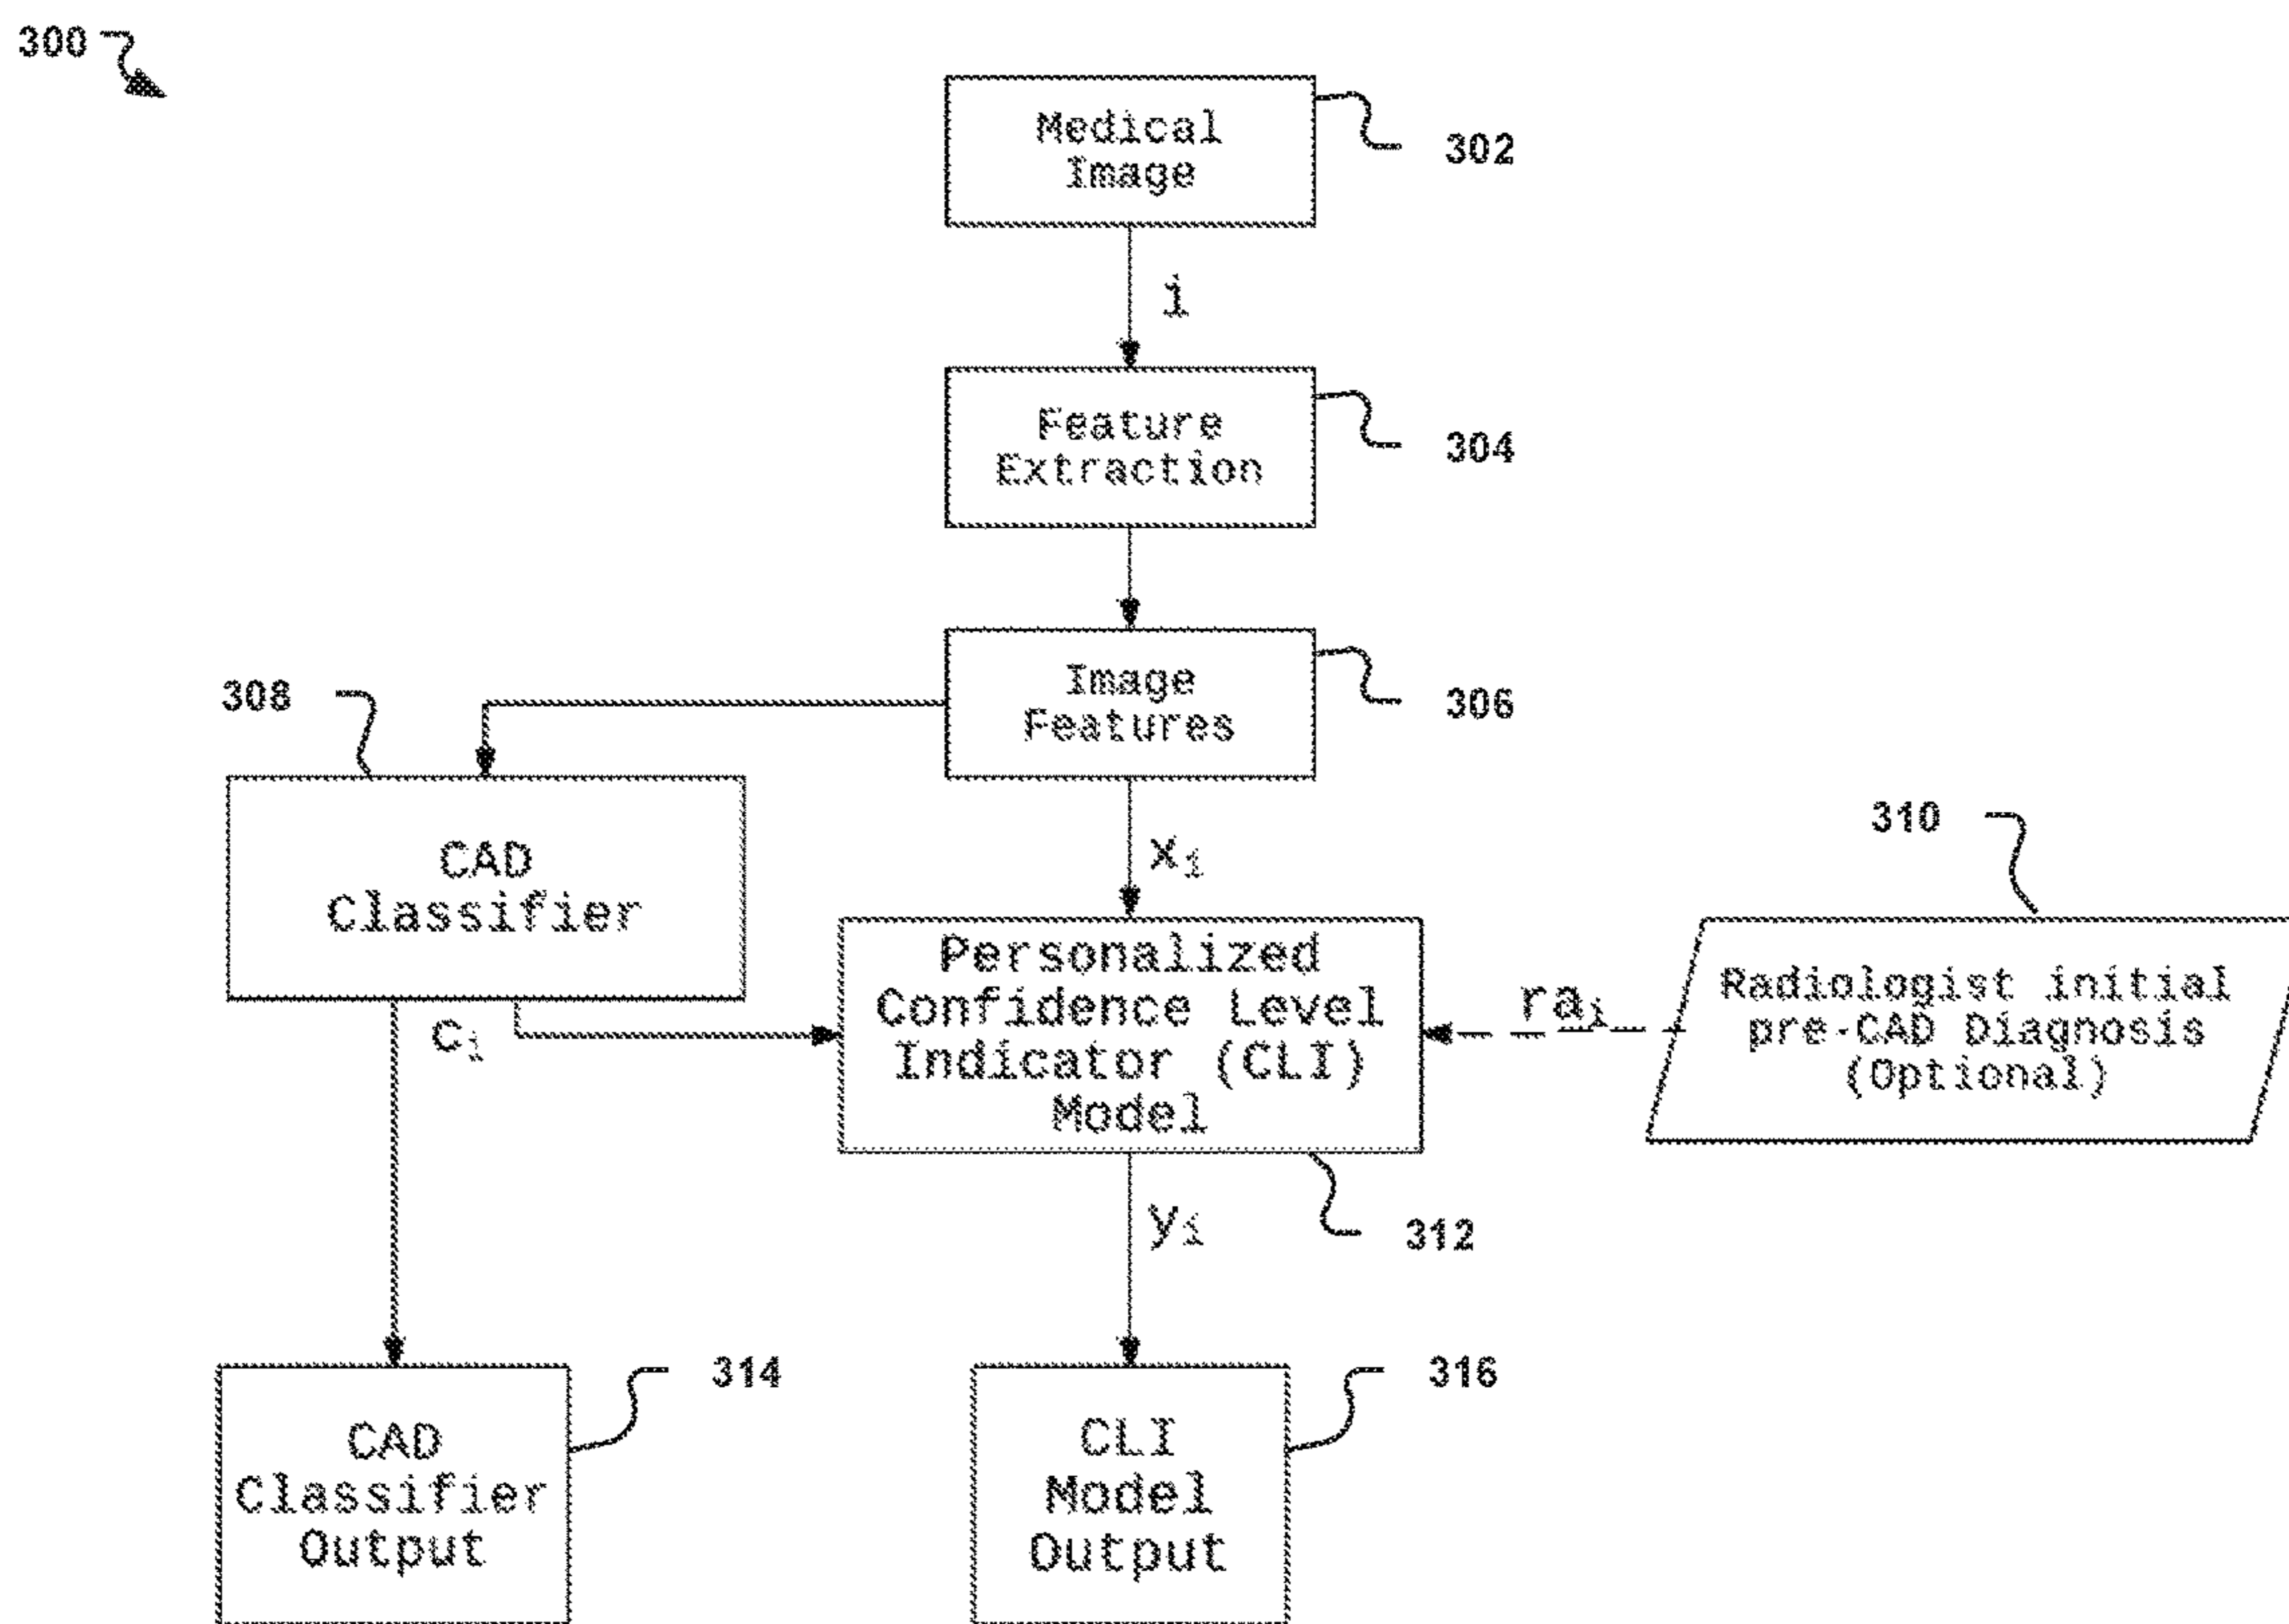 300
Medical
Image
302
i
Feature
Extraction
304
Image
Features
306
308
CAD
Classifier
xi
310
Personalized
Confidence Level
Indicator (CLI)
Model
ci
rai
Radiologist initial
pre-CAD Diagnosis
(Optional)
yi
312
314
316
CAD
Classifier
Output
CLI
Model
Output